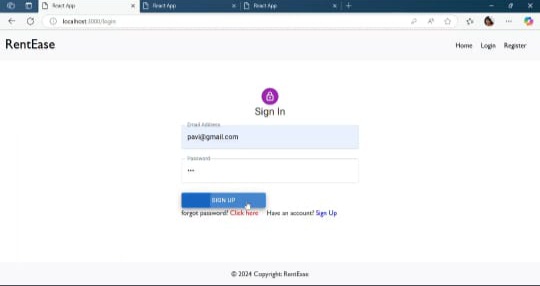 React App
React App
React App
localhost:3000/login
RentEase
Home Login Register
Sign In
Email Address
pavi@gmail.com
Password
SIGN UP
forgot password? Click here Have an account? Sign Up
© 2024 Copyright: RentEase